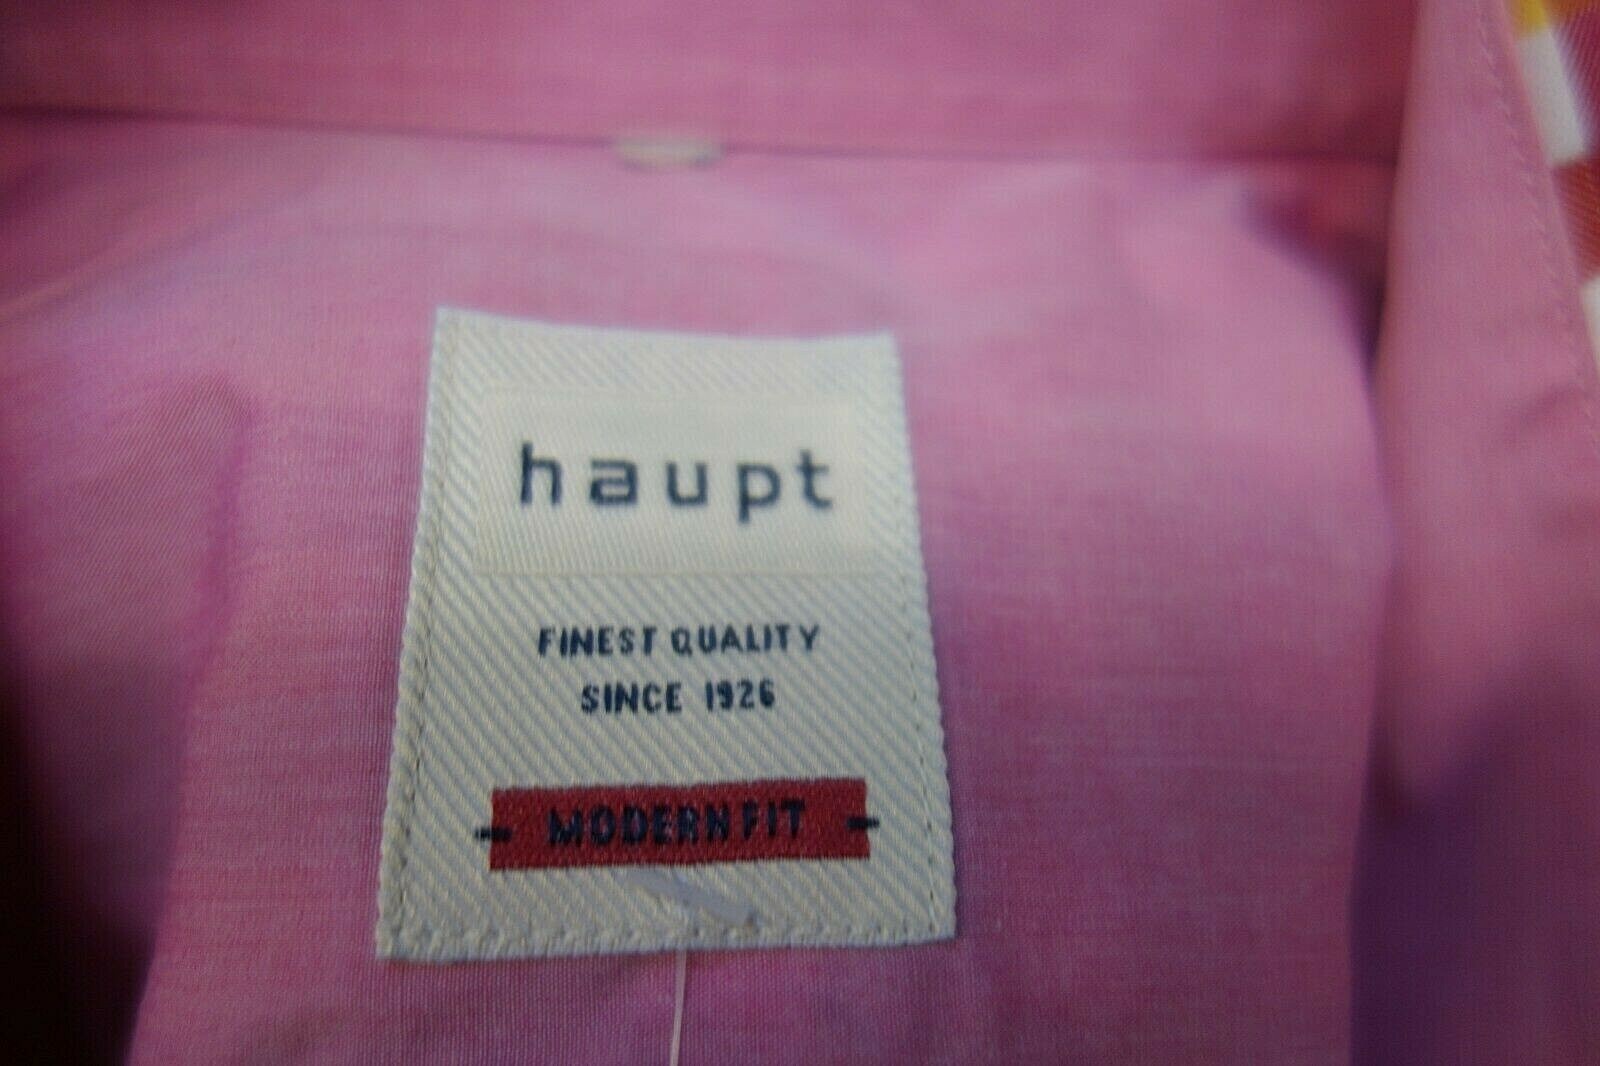 haupt
FINEST QUALITY
SINCE 1926
MODERN FIT